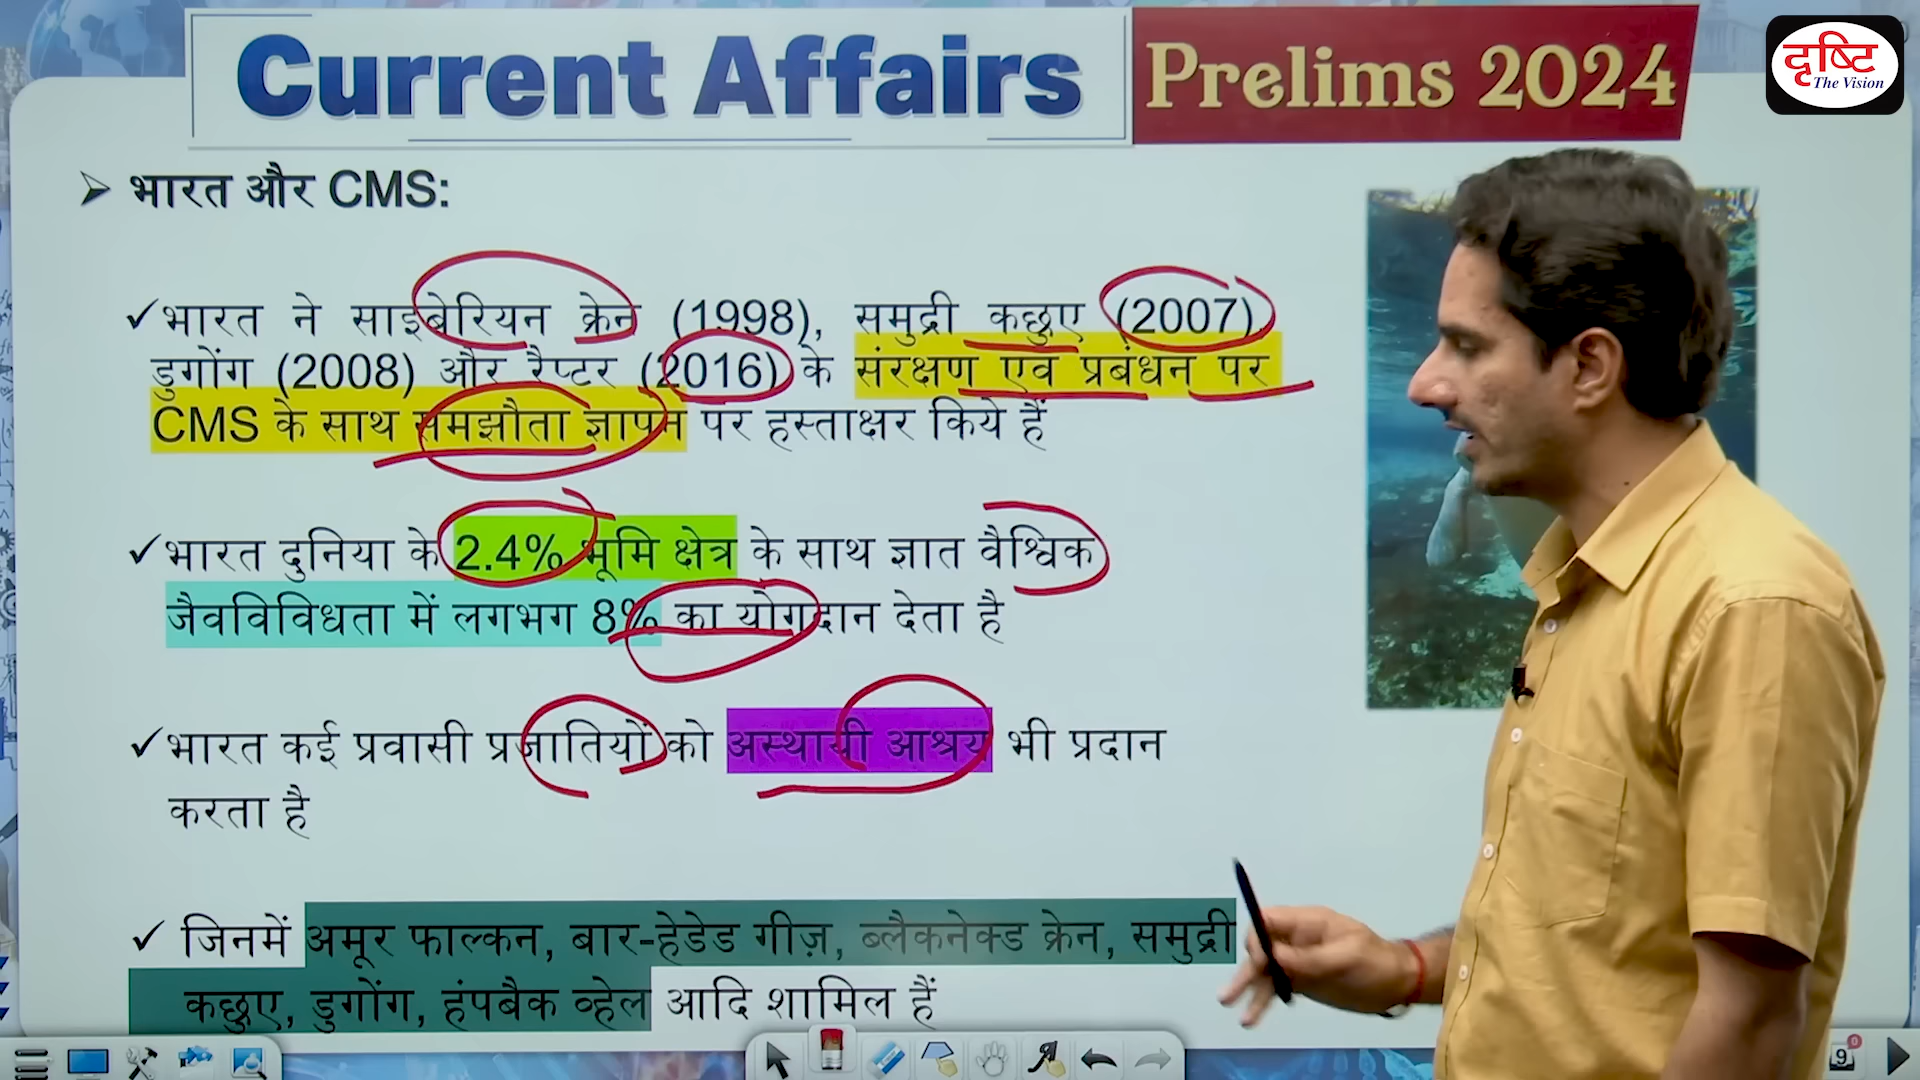 Current Affairs Prelims 2024
दृष्टि
The Vision
भारत और CMS:
भारत ने साइबेरियन क्रेन (1998), समुद्री कछुए (2007),
डुगोंग (2008) और रैप्टर (2016) के संरक्षण एवं प्रबंधन पर
CMS के साथ समझौता ज्ञापन पर हस्ताक्षर किये हैं
भारत दुनिया के 2.4% भूमि क्षेत्र के साथ ज्ञात वैश्विक
जैवविविधता में लगभग 8% का योगदान देता है
भारत कई प्रवासी प्रजातियों को अस्थायी आश्रय भी प्रदान
करता है
जिनमें अमूर फाल्कन, बार-हेडेड गीज़, ब्लैकनेक्ड क्रेन, समुद्री
कछुए, डुगोंग, हंपबैक व्हेल आदि शामिल हैं
9
0